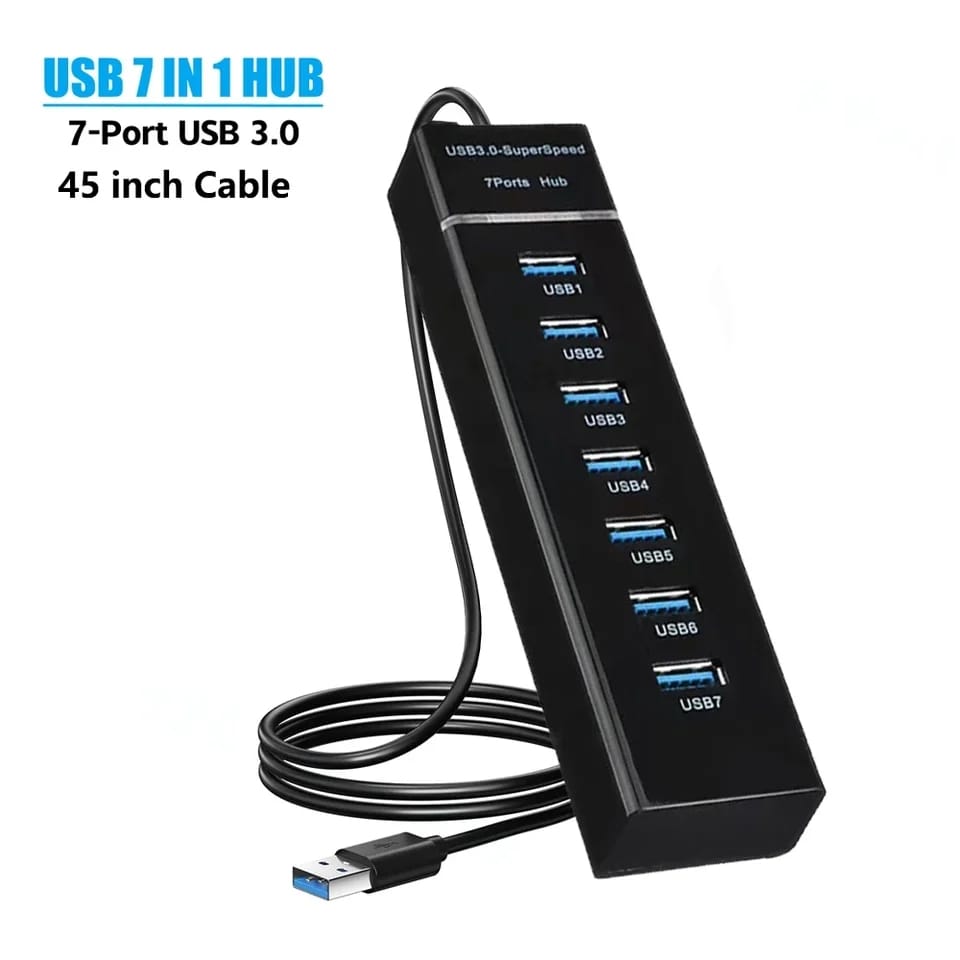 USB 7 IN 1 HUB
7-Port USB 3.0
45 inch Cable
USB3.0-SuperSpeed
7Ports Hub
USB1
USB2
USB3
USB4
USB5
USB6
USB7